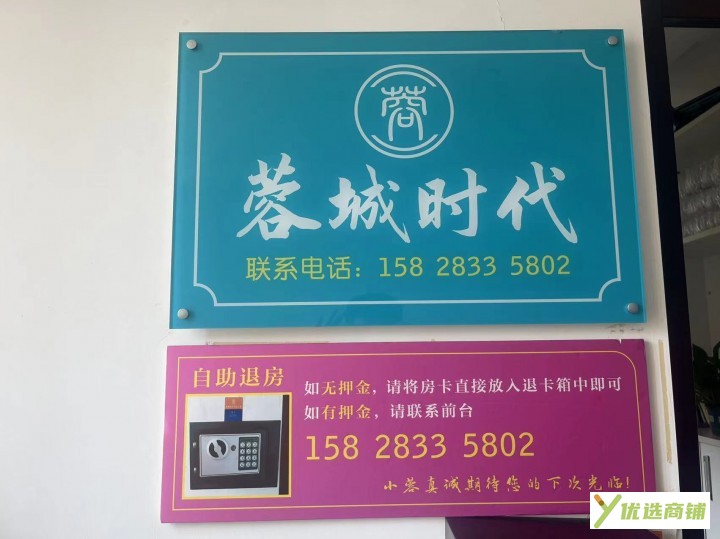 蓉
蓉城时代
联系电话：158 2833 5802
自助退房
如无押金，请将房卡直接放入退卡箱中即可
如有押金，请联系前台
158 2833 5802
小蓉真诚期待您的下次光临！
优选商铺